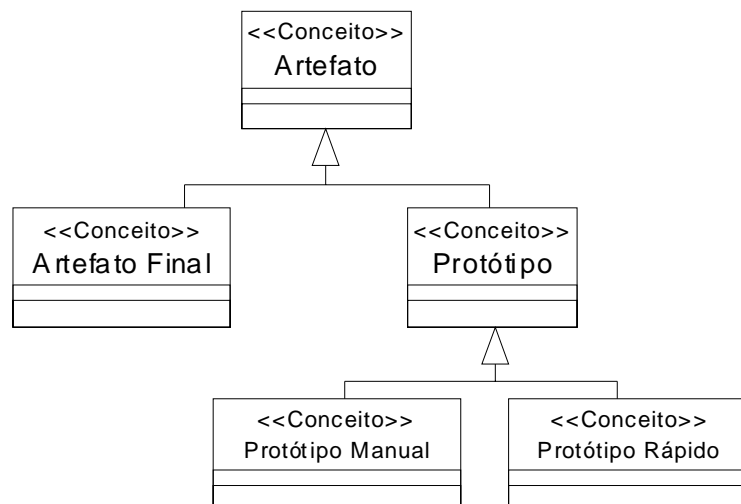 <<Conceito>>
Artefato
<<Conceito>>
Artefato Final
<<Conceito>>
Protótipo
<<Conceito>>
Protótipo Manual
<<Conceito>>
Protótipo Rápido